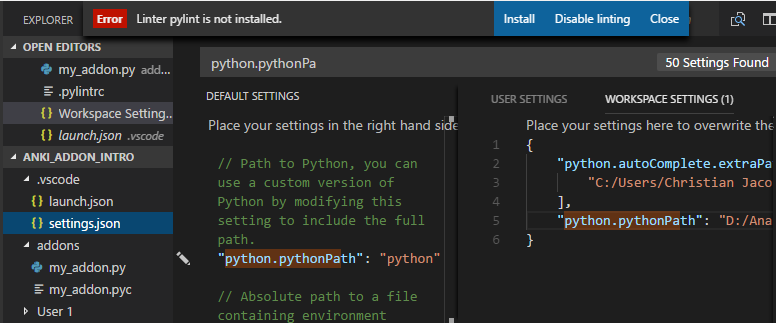 EXPLORER
Error Linter pylint is not installed. Install Disable linting Close
OPEN EDITORS
my_addon.py add...
.pylintrc
{ } Workspace Setting...
{ } launch.json .vscode
ANKI_ADDON_INTRO
.vscode
{ } launch.json
{ } settings.json
addons
my_addon.py
my_addon.pyc
User 1
python.pythonPa 50 Settings Found
DEFAULT SETTINGS
Place your settings in the right hand side
// Path to Python, you can
use a custom version of
Python by modifying this
setting to include the full
path.
"python.pythonPath": "python"
// Absolute path to a file
containing environment
USER SETTINGS WORKSPACE SETTINGS (1)
Place your settings here to overwrite the
1 {
2 "python.autoComplete.extraPa
3 "C:/Users/Christian Jaco
4 ],
5 "python.pythonPath": "D:/Ana
6 }